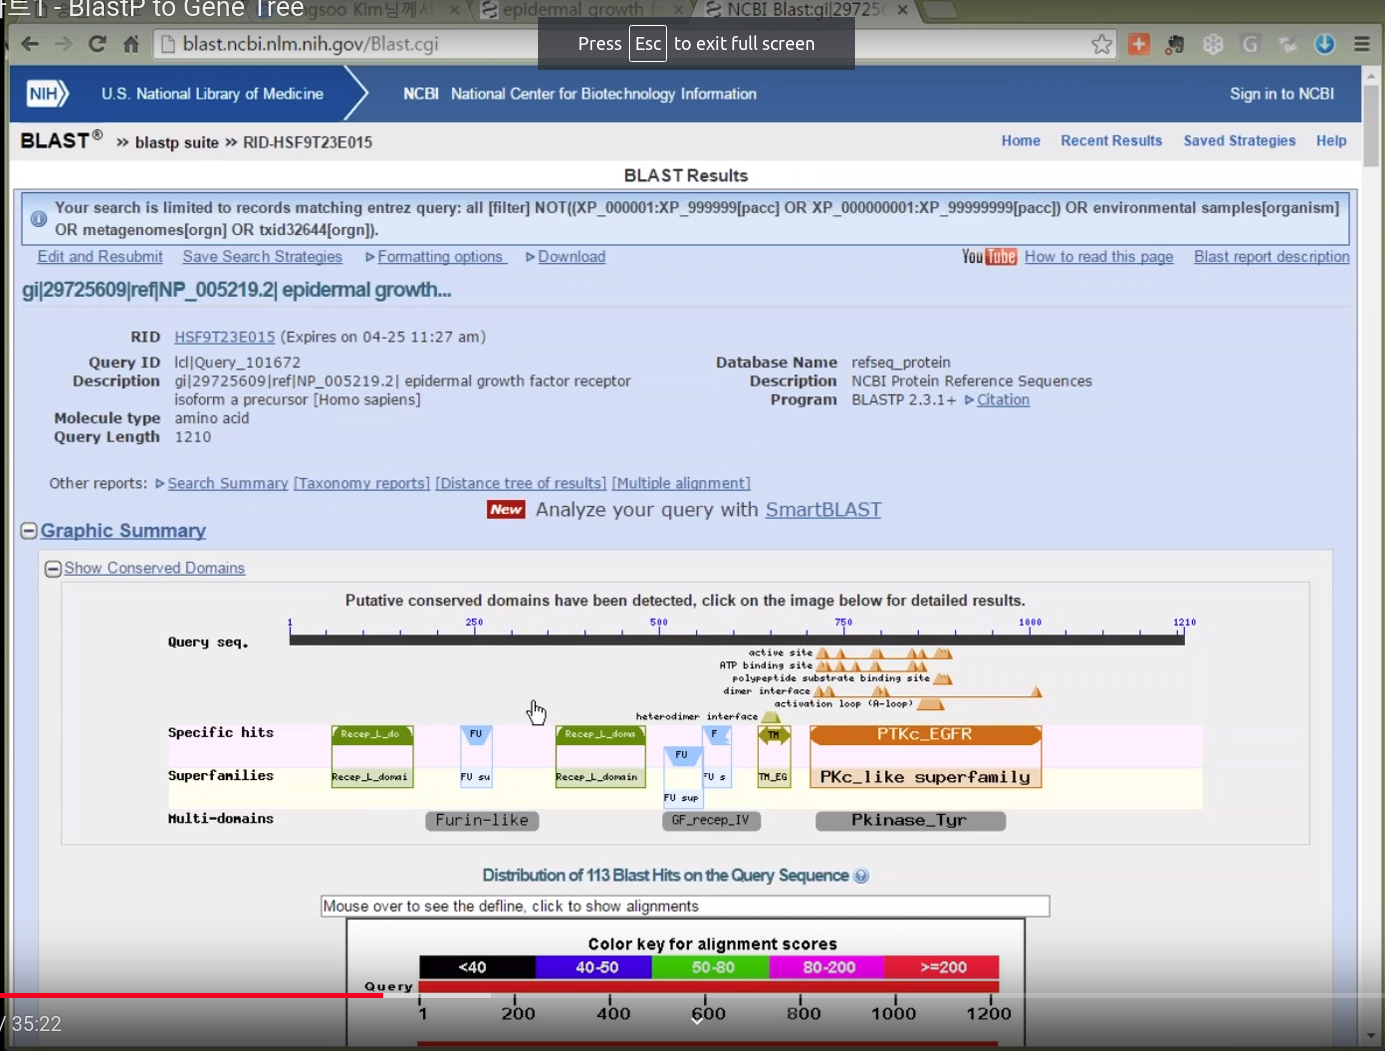 트1 - BlastP to Gene Tree
ngsoo Kim님께서
epidermal growth f
NCBI Blast:gi|29725
blast.ncbi.nlm.nih.gov/Blast.cgi
Press Esc to exit full screen
NIH U.S. National Library of Medicine NCBI National Center for Biotechnology Information Sign in to NCBI
BLAST® » blastp suite » RID-HSF9T23E015 Home Recent Results Saved Strategies Help
BLAST Results
Your search is limited to records matching entrez query: all [filter] NOT((XP_000001:XP_999999[pacc] OR XP_000000001:XP_99999999[pacc]) OR environmental samples[organism]
OR metagenomes[orgn] OR txid32644[orgn]).
Edit and Resubmit Save Search Strategies Formatting options Download YouTube How to read this page Blast report description
gi|29725609|ref|NP_005219.2| epidermal growth...
RID HSF9T23E015 (Expires on 04-25 11:27 am)
Query ID lcl|Query_101672
Description gi|29725609|ref|NP_005219.2| epidermal growth factor receptor
isoform a precursor [Homo sapiens]
Molecule type amino acid
Query Length 1210
Database Name refseq_protein
Description NCBI Protein Reference Sequences
Program BLASTP 2.3.1+ Citation
Other reports: Search Summary [Taxonomy reports] [Distance tree of results] [Multiple alignment]
New Analyze your query with SmartBLAST
Graphic Summary
Show Conserved Domains
Putative conserved domains have been detected, click on the image below for detailed results.
1 250 500 750 1000 1210
Query seq.
active site
ATP binding site
polypeptide substrate binding site
dimer interface
activation loop (A-loop)
heterodimer interface
Specific hits Recep_L_do FU Recep_L_doma F TM PTKc_EGFR
FU
Superfamilies Recep_L_domai FU su Recep_L_domain FU s TM_EG PKc_like superfamily
FU sup
Multi-domains Furin-like GF_recep_IV Pkinase_Tyr
Distribution of 113 Blast Hits on the Query Sequence
Mouse over to see the defline, click to show alignments
Color key for alignment scores
<40 40-50 50-80 80-200 >=200
Query
1 200 400 600 800 1000 1200
/ 35:22